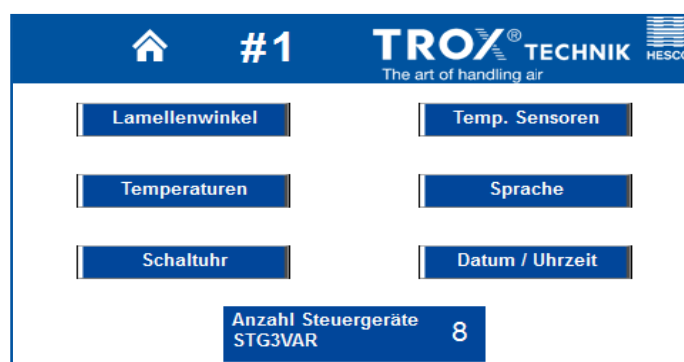 #1
TROX® TECHNIK
The art of handling air
HESCO
Lamellenwinkel
Temp. Sensoren
Temperaturen
Sprache
Schaltuhr
Datum / Uhrzeit
Anzahl Steuergeräte
STG3VAR
8